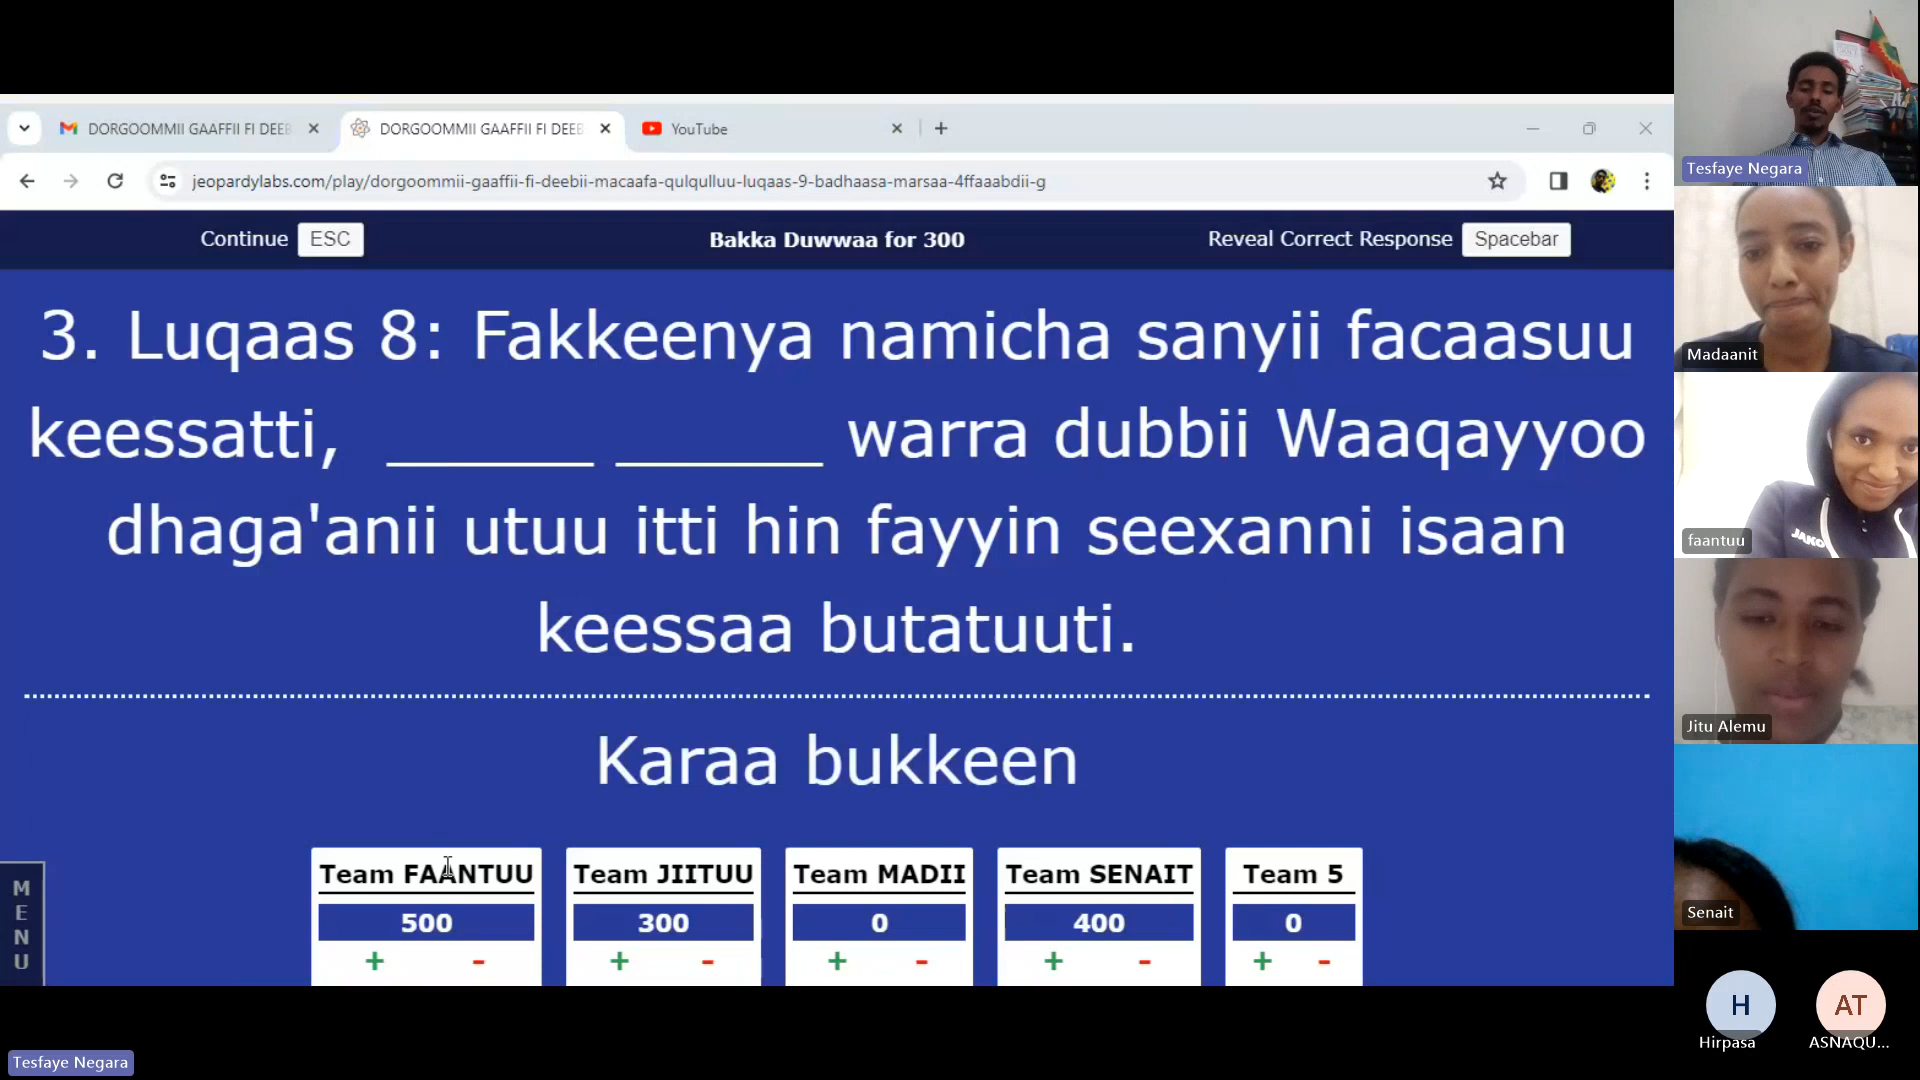 DORGOOMMII GAAFFII FI DEEB
DORGOOMMII GAAFFII FI DEEB
YouTube
jeopardylabs.com/play/dorgoommii-gaaffii-fi-deebii-macaafa-qulqulluu-luqaas-9-badhaasa-marsaa-4ffaaabdii-g
Continue ESC
Bakka Duwwaa for 300
Reveal Correct Response Spacebar
3. Luqaas 8: Fakkeenya namicha sanyii facaasuu
keessatti, ______ ______ warra dubbii Waaqayyoo
dhaga'anii utuu itti hin fayyin seexanni isaan
keessaa butatuuti.
Karaa bukkeen
MENU
Team FAANTUU
500
+ -
Team JIITUU
300
+ -
Team MADII
0
+ -
Team SENAIT
400
+ -
Team 5
0
+ -
Tesfaye Negara
Tesfaye Negara
Madaanit
JAKO
faantuu
Jitu Alemu
Senait
H
Hirpasa
AT
ASNAQU...